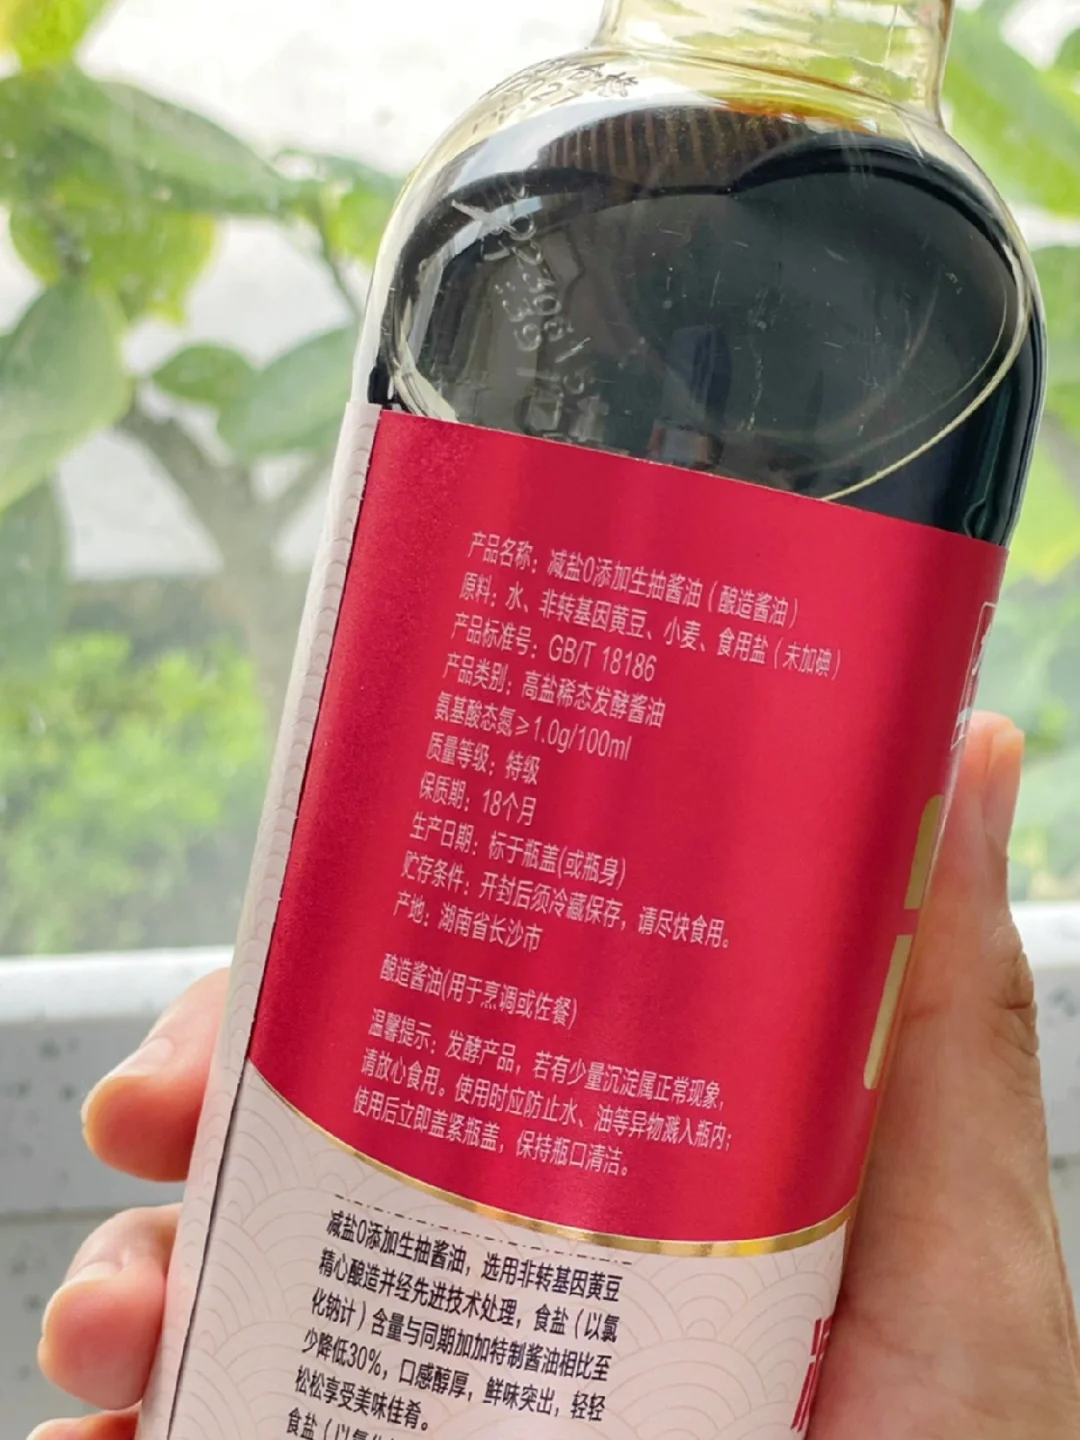 产品名称：减盐0添加生抽酱油（酿造酱油）
原料：水、非转基因黄豆、小麦、食用盐（未加碘）
产品标准号：GB/T 18186
产品类别：高盐稀态发酵酱油
氨基酸态氮≥1.0g/100ml
质量等级：特级
保质期：18个月
生产日期：标于瓶盖(或瓶身)
贮存条件：开封后须冷藏保存，请尽快食用。
产地：湖南省长沙市
酿造酱油(用于烹调或佐餐)
温馨提示：发酵产品，若有少量沉淀属正常现象，
请放心食用。使用时应防止水、油等异物溅入瓶内；
使用后立即盖紧瓶盖，保持瓶口清洁。
减盐0添加生抽酱油，选用非转基因黄豆
精心酿造并经先进技术处理，食盐（以氯
化钠计）含量与同期加加特制酱油相比至
少降低30%，口感醇厚，鲜味突出，轻轻
松松享受美味佳肴。
食盐（以氯化